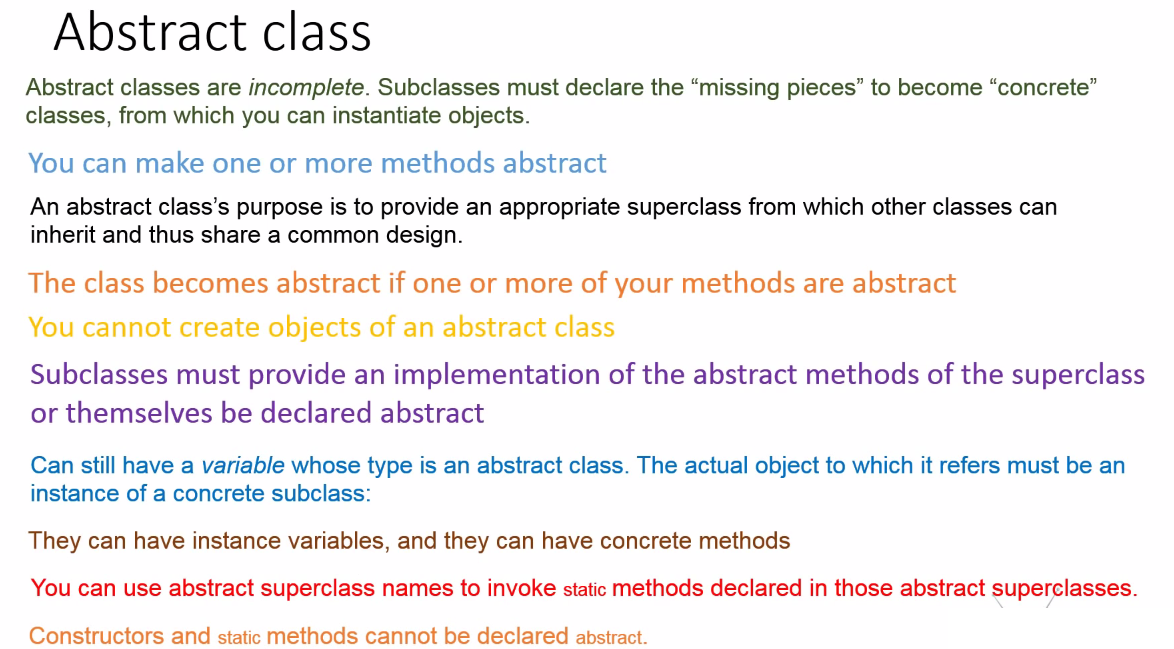 Abstract class
Abstract classes are incomplete. Subclasses must declare the “missing pieces” to become “concrete”
classes, from which you can instantiate objects.
You can make one or more methods abstract
An abstract class’s purpose is to provide an appropriate superclass from which other classes can
inherit and thus share a common design.
The class becomes abstract if one or more of your methods are abstract
You cannot create objects of an abstract class
Subclasses must provide an implementation of the abstract methods of the superclass
or themselves be declared abstract
Can still have a variable whose type is an abstract class. The actual object to which it refers must be an
instance of a concrete subclass:
They can have instance variables, and they can have concrete methods
You can use abstract superclass names to invoke static methods declared in those abstract superclasses.
Constructors and static methods cannot be declared abstract.